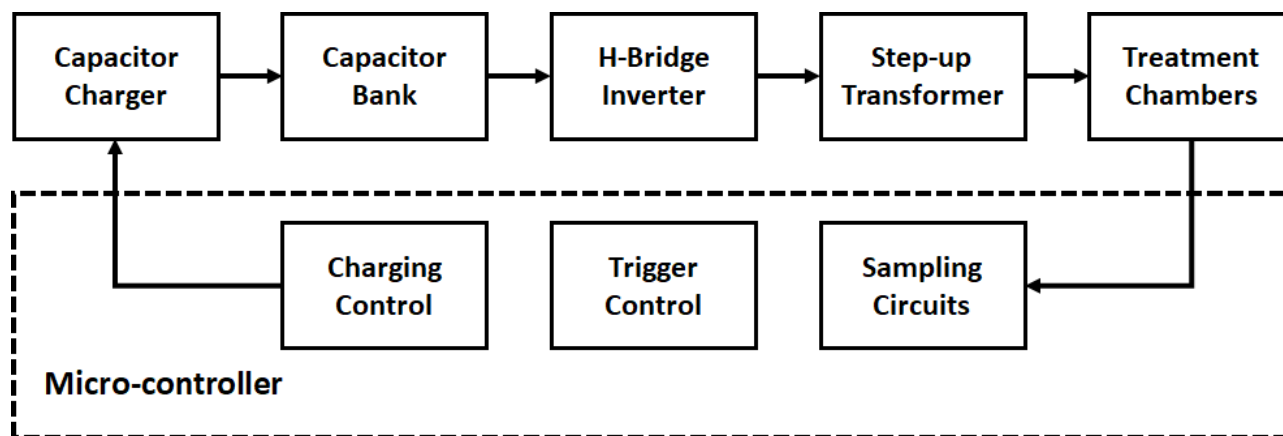 Capacitor
Charger
Capacitor
Bank
H-Bridge
Inverter
Step-up
Transformer
Treatment
Chambers
Charging
Control
Trigger
Control
Sampling
Circuits
Micro-controller